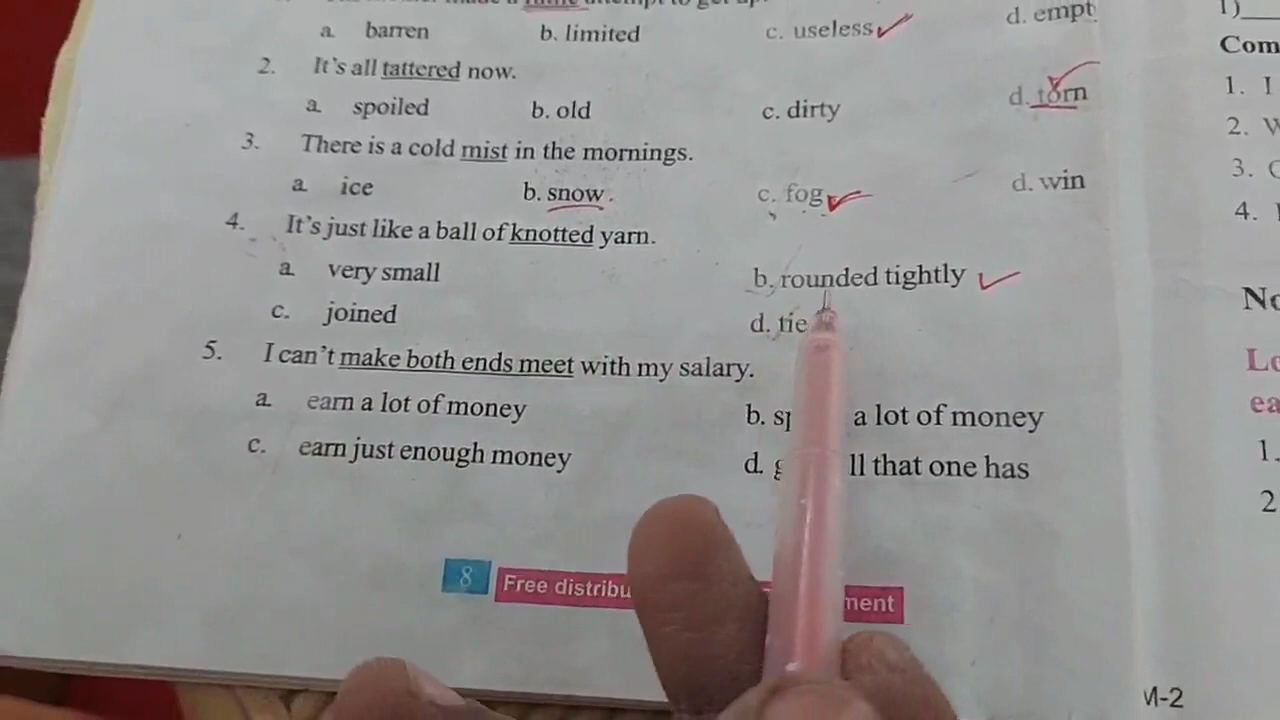 a. barren b. limited c. useless d. empt
2. It's all tattered now.
a. spoiled b. old c. dirty d. torn
3. There is a cold mist in the mornings.
a. ice b. snow. c. fog d. win
4. It's just like a ball of knotted yarn.
a. very small b. rounded tightly
c. joined d. tie
5. I can't make both ends meet with my salary.
a. earn a lot of money b. a lot of money
c. earn just enough money d. that one has
8 Free
1)
Com
1. I
2.
3.
4.
No
ea
1.
2
M-2